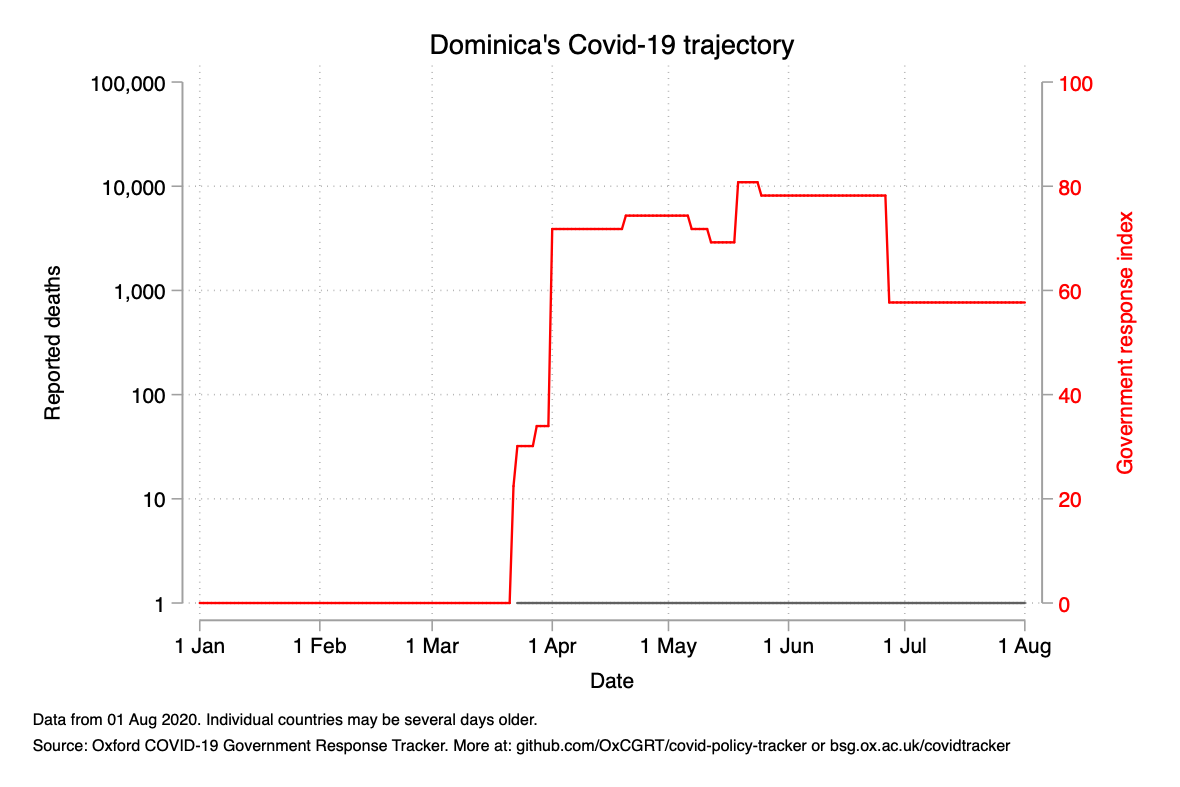 Dominica's Covid-19 trajectory
100,000
10,000
1,000
100
10
1
Reported deaths
100
80
60
40
20
0
Government response index
1 Jan 1 Feb 1 Mar 1 Apr 1 May 1 Jun 1 Jul 1 Aug
Date
Data from 01 Aug 2020. Individual countries may be several days older.
Source: Oxford COVID-19 Government Response Tracker. More at: github.com/OxCGRT/covid-policy-tracker or bsg.ox.ac.uk/covidtracker